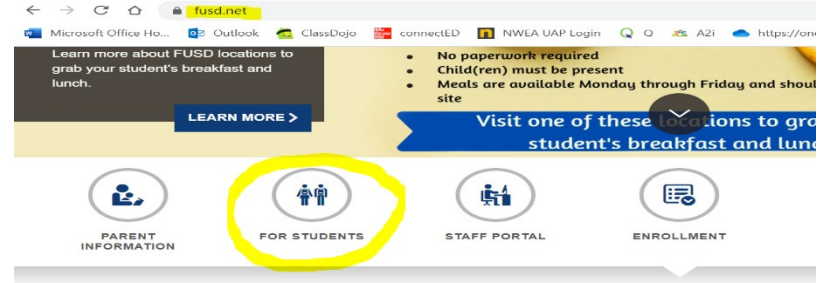 fusd.net
Microsoft Office Ho... Outlook ClassDojo connectED NWEA UAP Login Q A2i https://on
Learn more about FUSD locations to
grab your student's breakfast and
lunch.
LEARN MORE >
• No paperwork required
• Child(ren) must be present
• Meals are available Monday through Friday and shoul
site
Visit one of these locations to gra
student's breakfast and lunc
PARENT
INFORMATION
FOR STUDENTS
STAFF PORTAL
ENROLLMENT